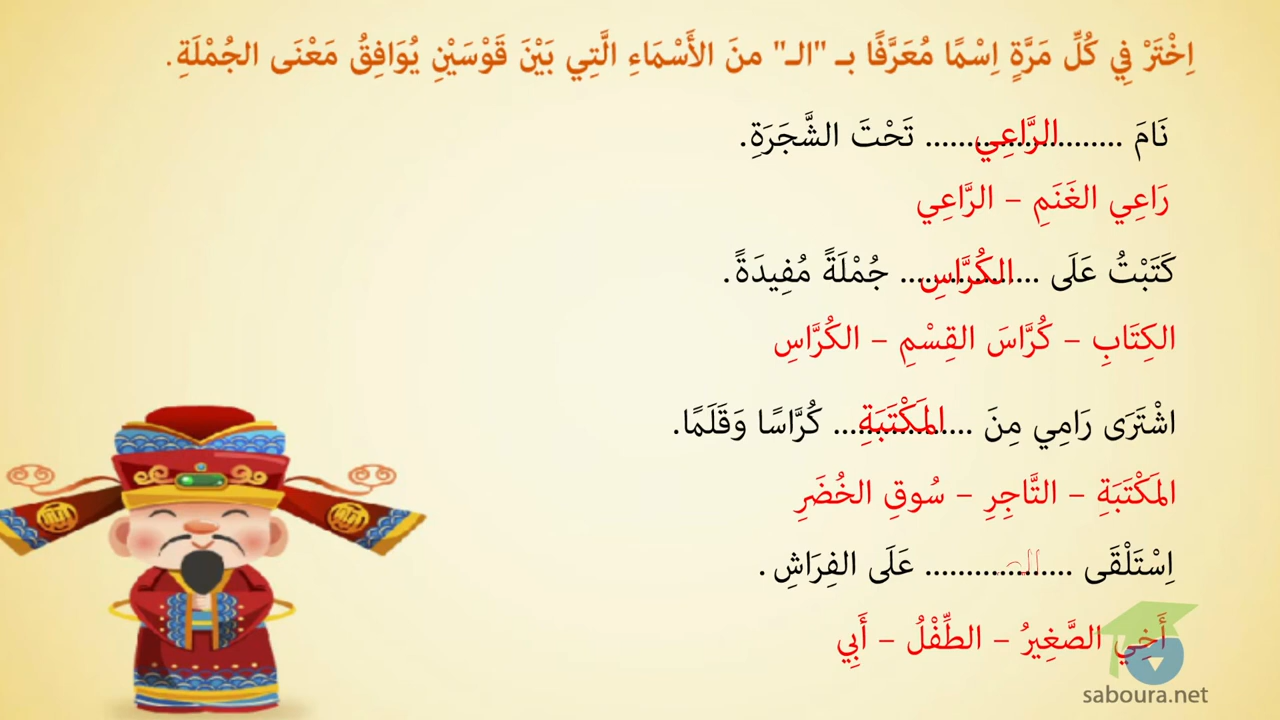 اِخْتَرْ فِي كُلِّ مَرَّةٍ اِسْمًا مُعَرَّفًا بـ "الـ" منَ الأَسْمَاءِ الَّتِي بَيْنَ قَوْسَيْنِ يُوَافِقُ مَعْنَى الجُمْلَةِ.
نَامَ ........الرَّاعِي........ تَحْتَ الشَّجَرَةِ.
رَاعِي الغَنَمِ – الرَّاعِي
كَتَبْتُ عَلَى ...الكُرَّاسِ... جُمْلَةً مُفِيدَةً.
الكِتَابِ – كُرَّاسَ القِسْمِ – الكُرَّاسِ
اشْتَرَى رَامِي مِنَ ...المَكْتَبَةِ... كُرَّاسًا وَقَلَمًا.
المَكْتَبَةِ – التَّاجِرِ – سُوقِ الخُضَرِ
اِسْتَلْقَى .................. عَلَى الفِرَاشِ.
أَخِي الصَّغِيرُ – الطِّفْلُ – أَبِي
saboura.net